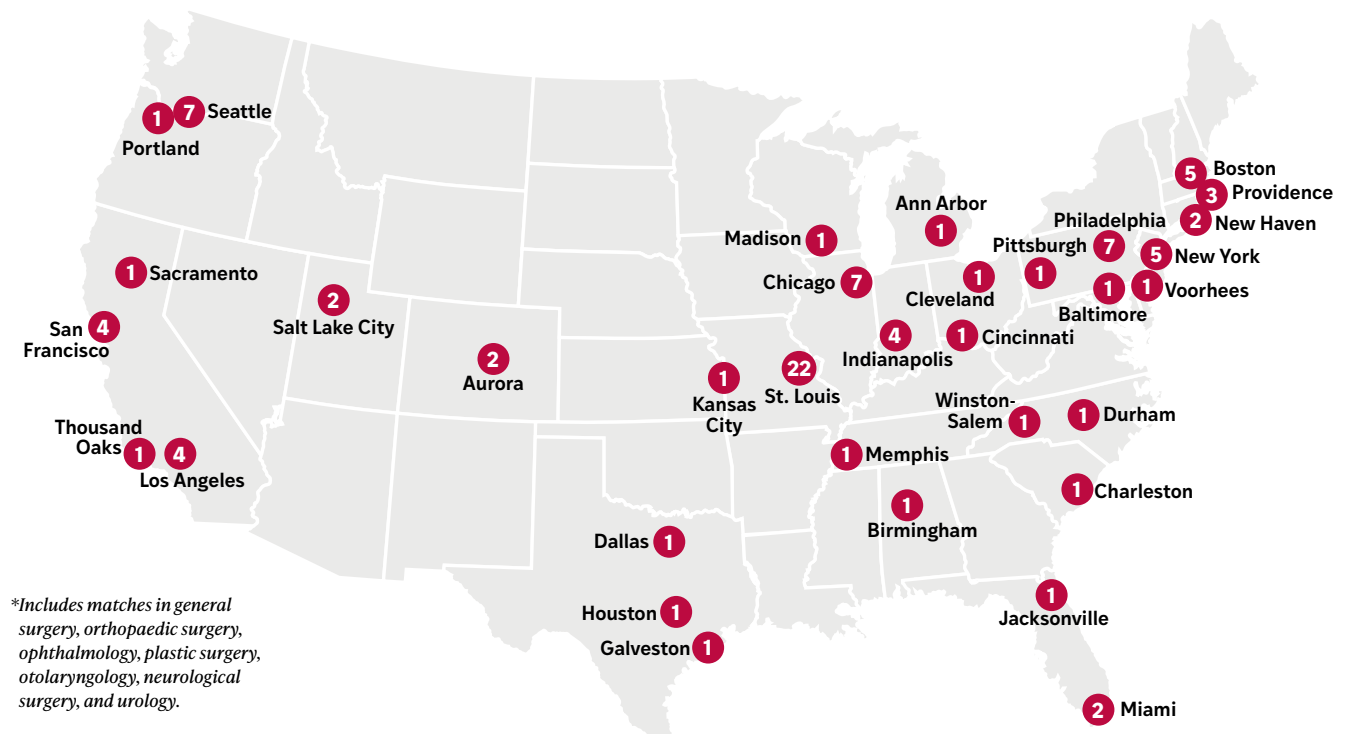 1
7
Seattle
Portland
5
Boston
3
Providence
2
New Haven
Ann Arbor
1
Philadelphia
7
Madison
1
Pittsburgh
1
5
New York
1
Sacramento
Chicago
7
1
Cleveland
1
Baltimore
1
Voorhees
2
Salt Lake City
San
Francisco
4
4
Indianapolis
1
Cincinnati
2
Aurora
1
Kansas
City
22
St. Louis
Winston-
Salem
1
1
Durham
Thousand
Oaks
1
4
Los Angeles
1
Memphis
1
Charleston
1
Birmingham
Dallas
1
Houston
1
Galveston
1
1
Jacksonville
2
Miami
*Includes matches in general
surgery, orthopaedic surgery,
ophthalmology, plastic surgery,
otolaryngology, neurological
surgery, and urology.